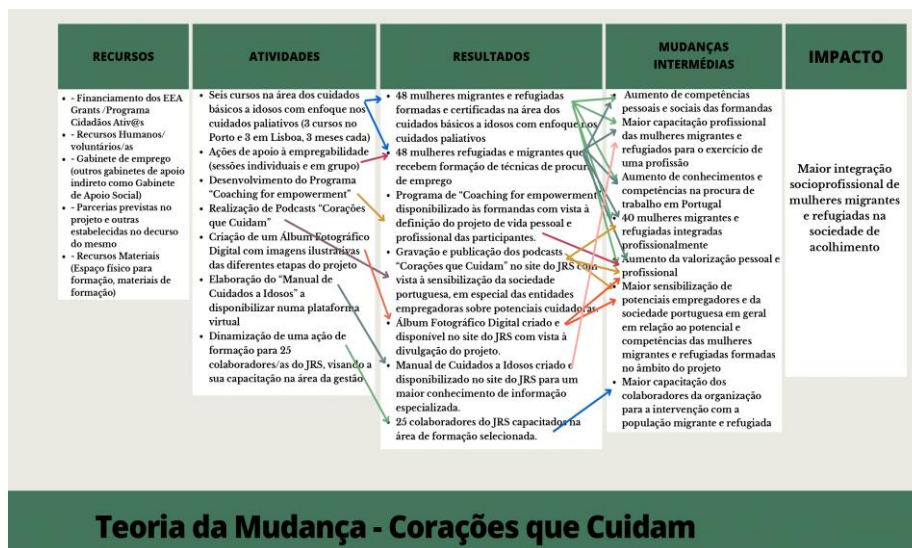 RECURSOS
- Financiamento dos EEA
Grants /Programa
Cidadãos Ativ@s
- Recursos Humanos/
voluntários/as
- Gabinete de emprego
(outros gabinetes de apoio
indireto como Gabinete
de Apoio Social)
- Parcerias previstas no
projeto e outras
estabelecidas no decurso
do mesmo
- Recursos Materiais
(Espaço físico para
formação, materiais de
formação)
ATIVIDADES
Seis cursos na área dos cuidados
básicos a idosos com enfoque nos
cuidados paliativos (3 cursos no
Porto e 3 em Lisboa, 3 meses cada)
Ações de apoio à empregabilidade
(sessões individuais e em grupo)
Desenvolvimento do Programa
“Coaching for empowerment”
Realização de Podcasts “Corações
que Cuidam”
Criação de um Álbum Fotográfico
Digital com imagens ilustrativas
das diferentes etapas do projeto
Elaboração do “Manual de
Cuidados a Idosos” a
disponibilizar numa plataforma
virtual
Dinamização de uma ação de
formação para 25
colaboradores/as do JRS, visando a
sua capacitação na área da gestão
RESULTADOS
48 mulheres migrantes e refugiadas
formadas e certificadas na área dos
cuidados básicos a idosos com enfoque nos
cuidados paliativos
48 mulheres refugiadas e migrantes que
recebem formação de técnicas de procura
de emprego
Programa de “Coaching for empowerment”
disponibilizado às formandas com vista à
definição do projeto de vida pessoal e
profissional das participantes.
Gravação e publicação dos podcasts
“Corações que Cuidam” no site do JRS com
vista à sensibilização da sociedade
portuguesa, em especial das entidades
empregadoras sobre potenciais cuidadoras.
Álbum Fotográfico Digital criado e
disponível no site do JRS com vista à
divulgação do projeto.
Manual de Cuidados a Idosos criado e
disponibilizado no site do JRS para um
maior conhecimento de informação
especializada.
25 colaboradores do JRS capacitados na
área de formação selecionada.
MUDANÇAS
INTERMÉDIAS
Aumento de competências
pessoais e sociais das formandas
Maior capacitação profissional
das mulheres migrantes e
refugiados para o exercício de
uma profissão
Aumento de conhecimentos e
competências na procura de
trabalho em Portugal
40 mulheres migrantes e
refugiadas integradas
profissionalmente
Aumento da valorização pessoal e
profissional
Maior sensibilização de
potenciais empregadores e da
sociedade portuguesa em geral
em relação ao potencial e
competências das mulheres
migrantes e refugiadas formadas
no âmbito do projeto
Maior capacitação dos
colaboradores da organização
para a intervenção com a
população migrante e refugiada
IMPACTO
Maior integração
socioprofissional de
mulheres migrantes
e refugiadas na
sociedade de
acolhimento
Teoria da Mudança - Corações que Cuidam